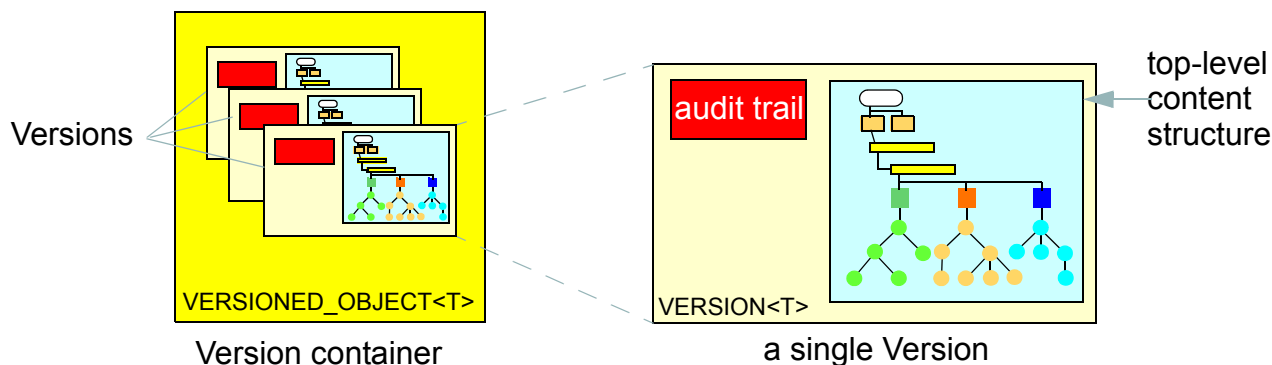 Versions
VERSIONED_OBJECT<T>
Version container
audit trail
VERSION<T>
a single Version
top-level
content
structure